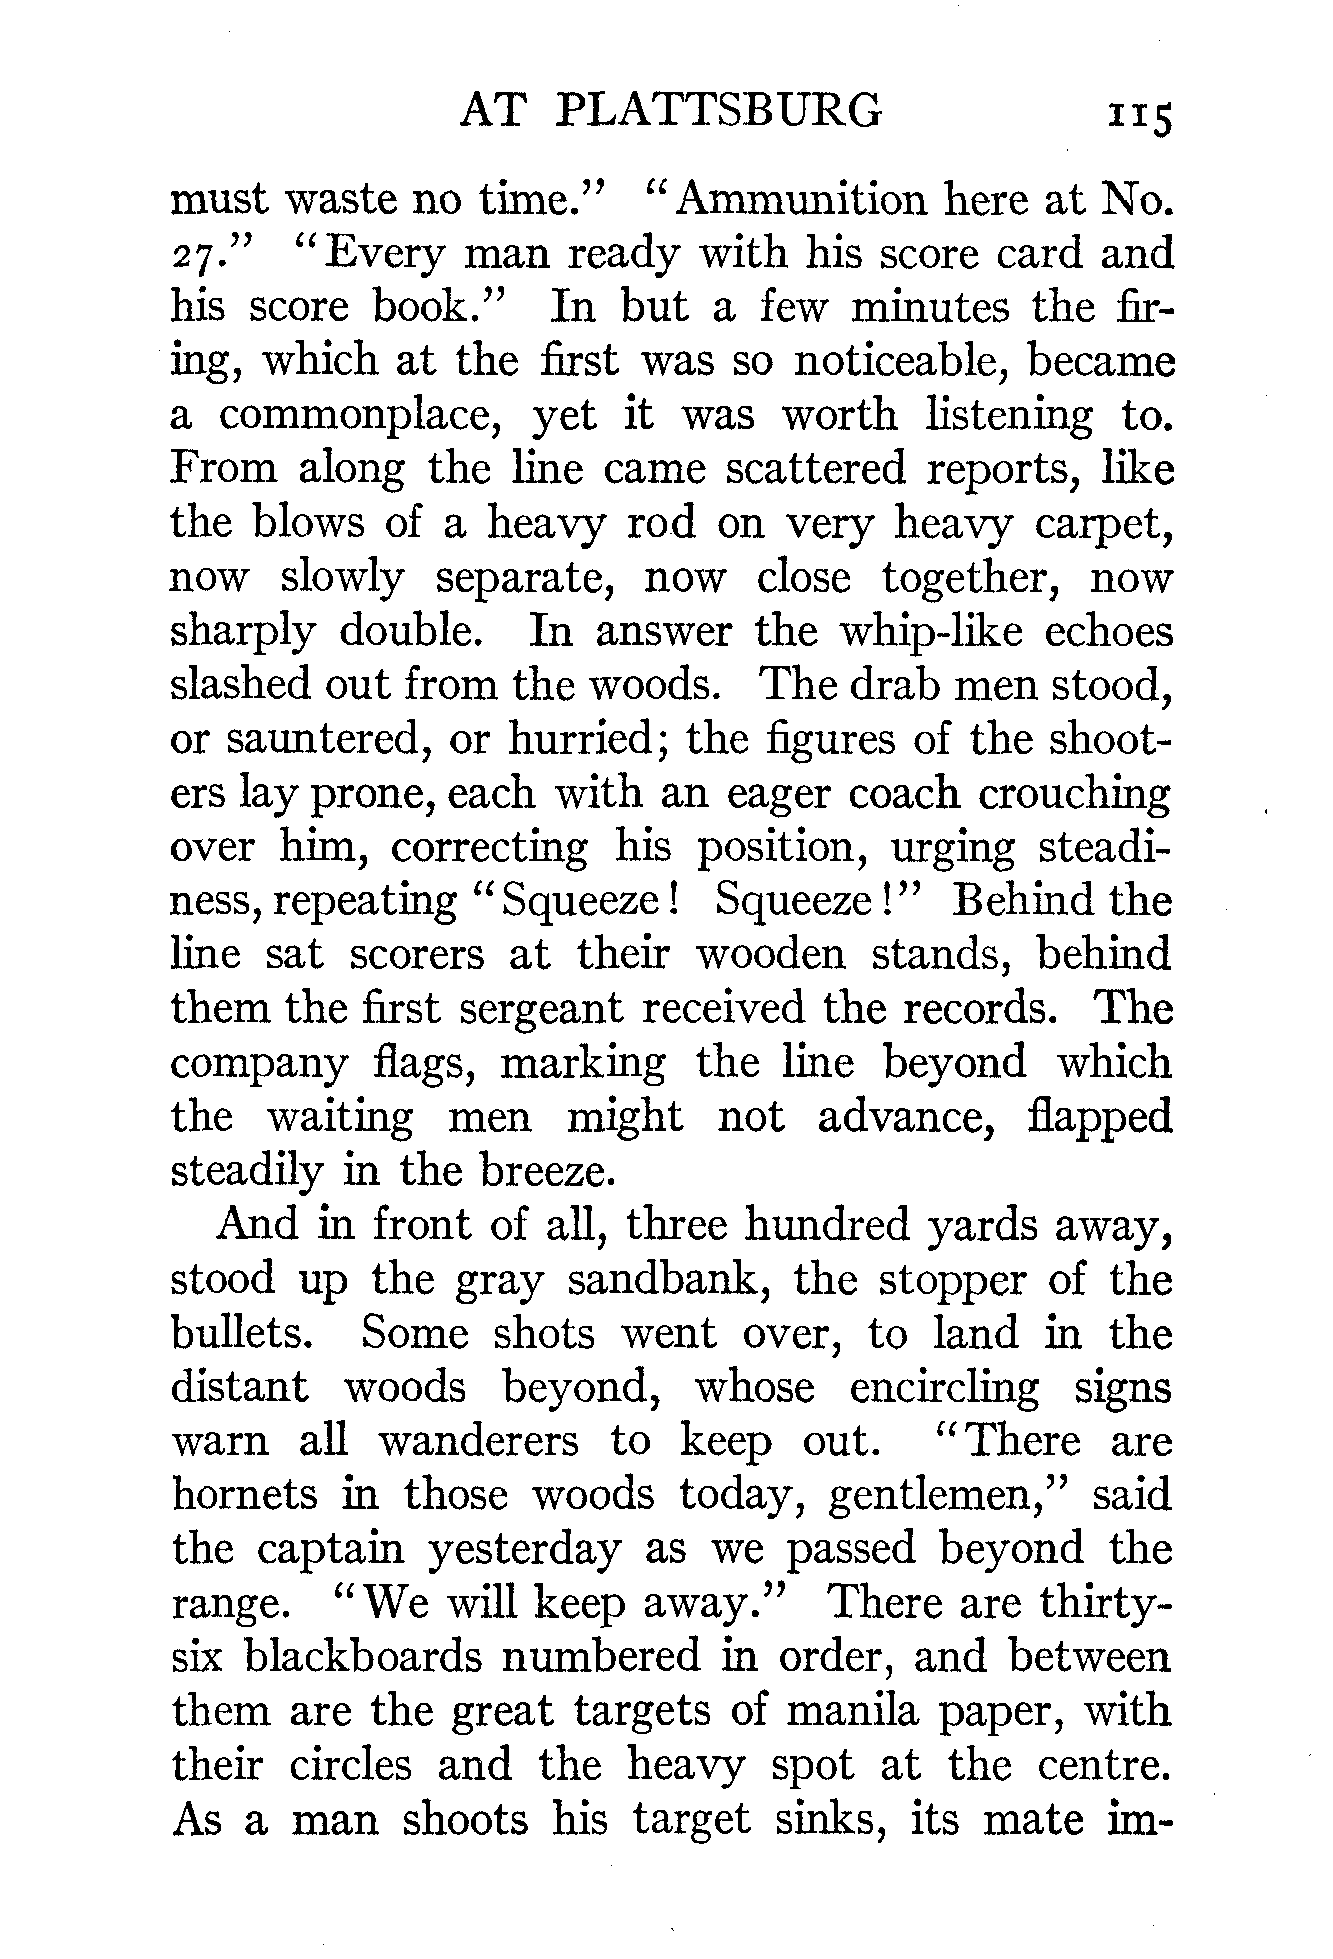 AT PLATTSBURG 115
must waste no time.” “Ammunition here at No.
27.” “Every man ready with his score card and
his score book.” In but a few minutes the fir-
ing, which at the first was so noticeable, became
a commonplace, yet it was worth listening to.
From along the line came scattered reports, like
the blows of a heavy rod on very heavy carpet,
now slowly separate, now close together, now
sharply double. In answer the whip-like echoes
slashed out from the woods. The drab men stood,
or sauntered, or hurried; the figures of the shoot-
ers lay prone, each with an eager coach crouching
over him, correcting his position, urging steadi-
ness, repeating “Squeeze! Squeeze!” Behind the
line sat scorers at their wooden stands, behind
them the first sergeant received the records. The
company flags, marking the line beyond which
the waiting men might not advance, flapped
steadily in the breeze.
And in front of all, three hundred yards away,
stood up the gray sandbank, the stopper of the
bullets. Some shots went over, to land in the
distant woods beyond, whose encircling signs
warn all wanderers to keep out. “There are
hornets in those woods today, gentlemen,” said
the captain yesterday as we passed beyond the
range. “We will keep away.” There are thirty-
six blackboards numbered in order, and between
them are the great targets of manila paper, with
their circles and the heavy spot at the centre.
As a man shoots his target sinks, its mate im-